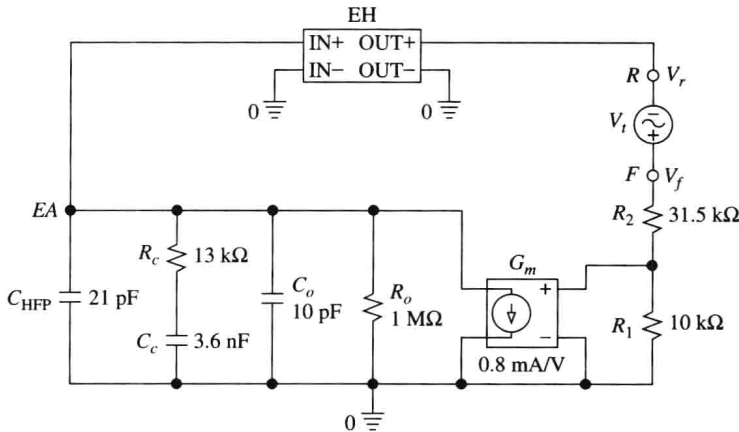 EH
IN+ OUT+
IN− OUT−
0
0
R
V_r
V_t
−
+
F
V_f
EA
R_2
31.5 kΩ
R_c
13 kΩ
G_m
C_HFP
21 pF
C_o
10 pF
R_o
1 MΩ
+
−
R_1
10 kΩ
C_c
3.6 nF
0.8 mA/V
0